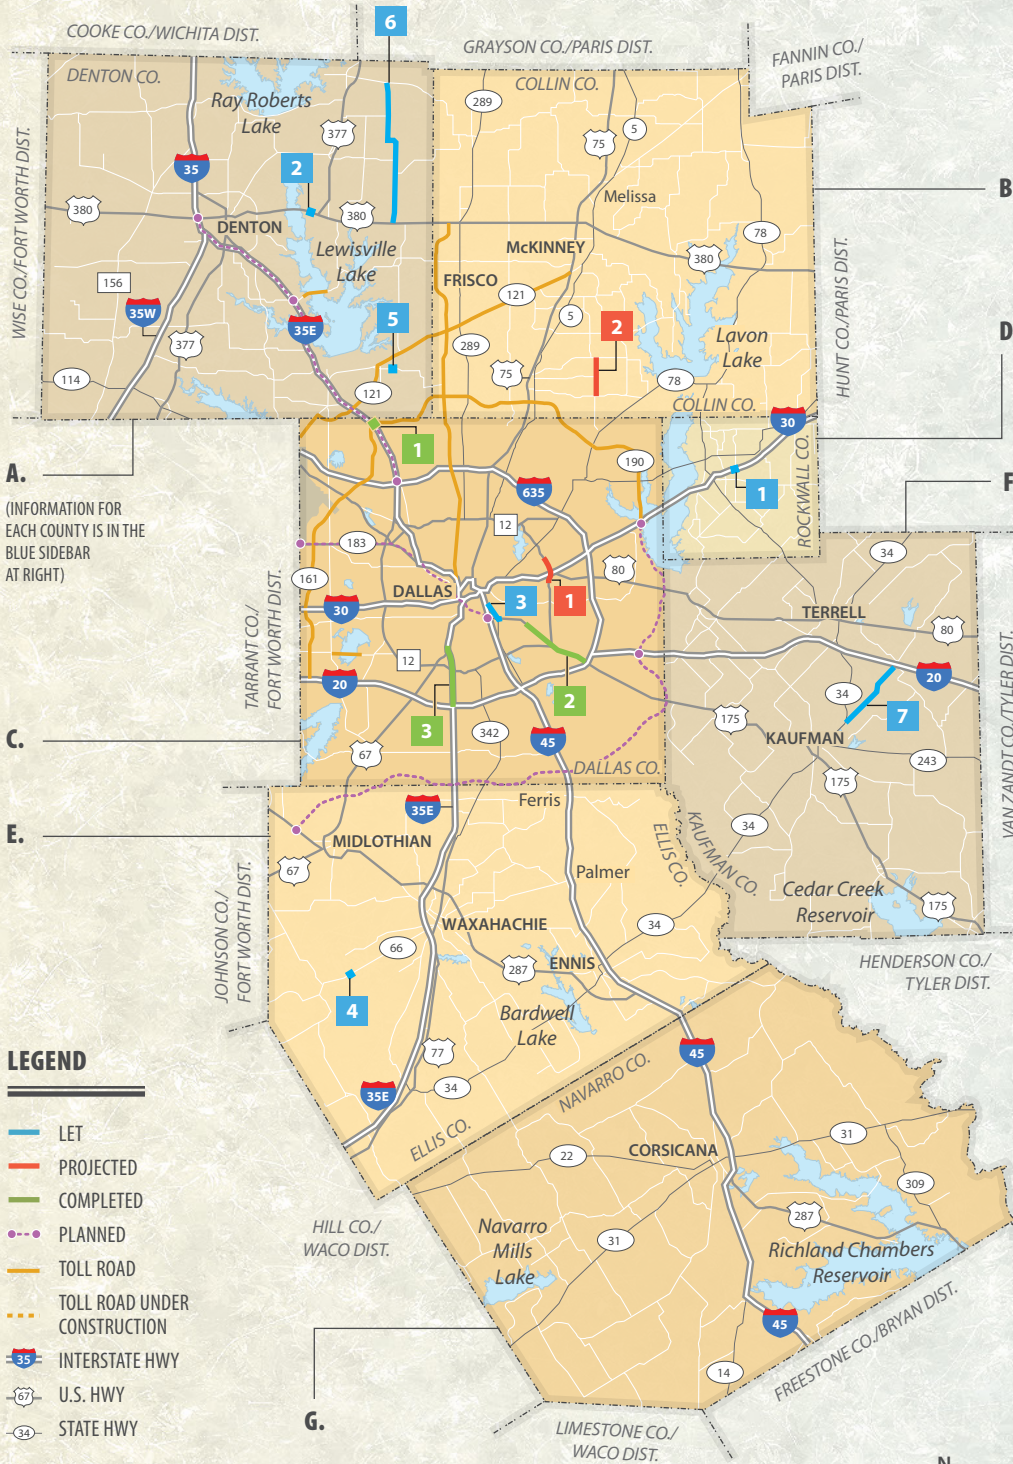 6
COOKE CO./WICHITA DIST.
GRAYSON CO./PARIS DIST.
FANNIN CO./
PARIS DIST.
DENTON CO.
COLLIN CO.
Ray Roberts
Lake
377
289
5
75
35
2
Melissa
B
WISE CO./FORT WORTH DIST.
380
380
DENTON
78
McKINNEY
Lewisville
Lake
380
HUNT CO./PARIS DIST.
FRISCO
156
121
35W
5
35E
5
2
D
377
289
Lavon
Lake
75
114
121
78
COLLIN CO.
30
1
A.
(INFORMATION FOR
EACH COUNTY IS IN THE
BLUE SIDEBAR
AT RIGHT)
190
F
635
1
ROCKWALL CO.
12
183
34
161
80
DALLAS
3
1
30
TERRELL
80
TARRANT CO./
FORT WORTH DIST.
12
VAN ZANDT CO./TYLER DIST.
20
2
34
20
7
3
175
C.
342
45
KAUFMAN
67
243
DALLAS CO.
175
35E
Ferris
E.
MIDLOTHIAN
34
ELLIS CO.
KAUFMAN CO.
67
Palmer
Cedar Creek
Reservoir
175
JOHNSON CO./
FORT WORTH DIST.
WAXAHACHIE
34
66
287
ENNIS
HENDERSON CO./
TYLER DIST.
4
Bardwell
Lake
LEGEND
77
45
34
35E
NAVARRO CO.
ELLIS CO.
LET
PROJECTED
COMPLETED
PLANNED
TOLL ROAD
TOLL ROAD UNDER
CONSTRUCTION
35
INTERSTATE HWY
67
U.S. HWY
34
STATE HWY
31
CORSICANA
22
309
HILL CO./
WACO DIST.
Navarro
Mills
Lake
31
287
Richland Chambers
Reservoir
45
FREESTONE CO./BRYAN DIST.
14
G.
LIMESTONE CO./
WACO DIST.
N